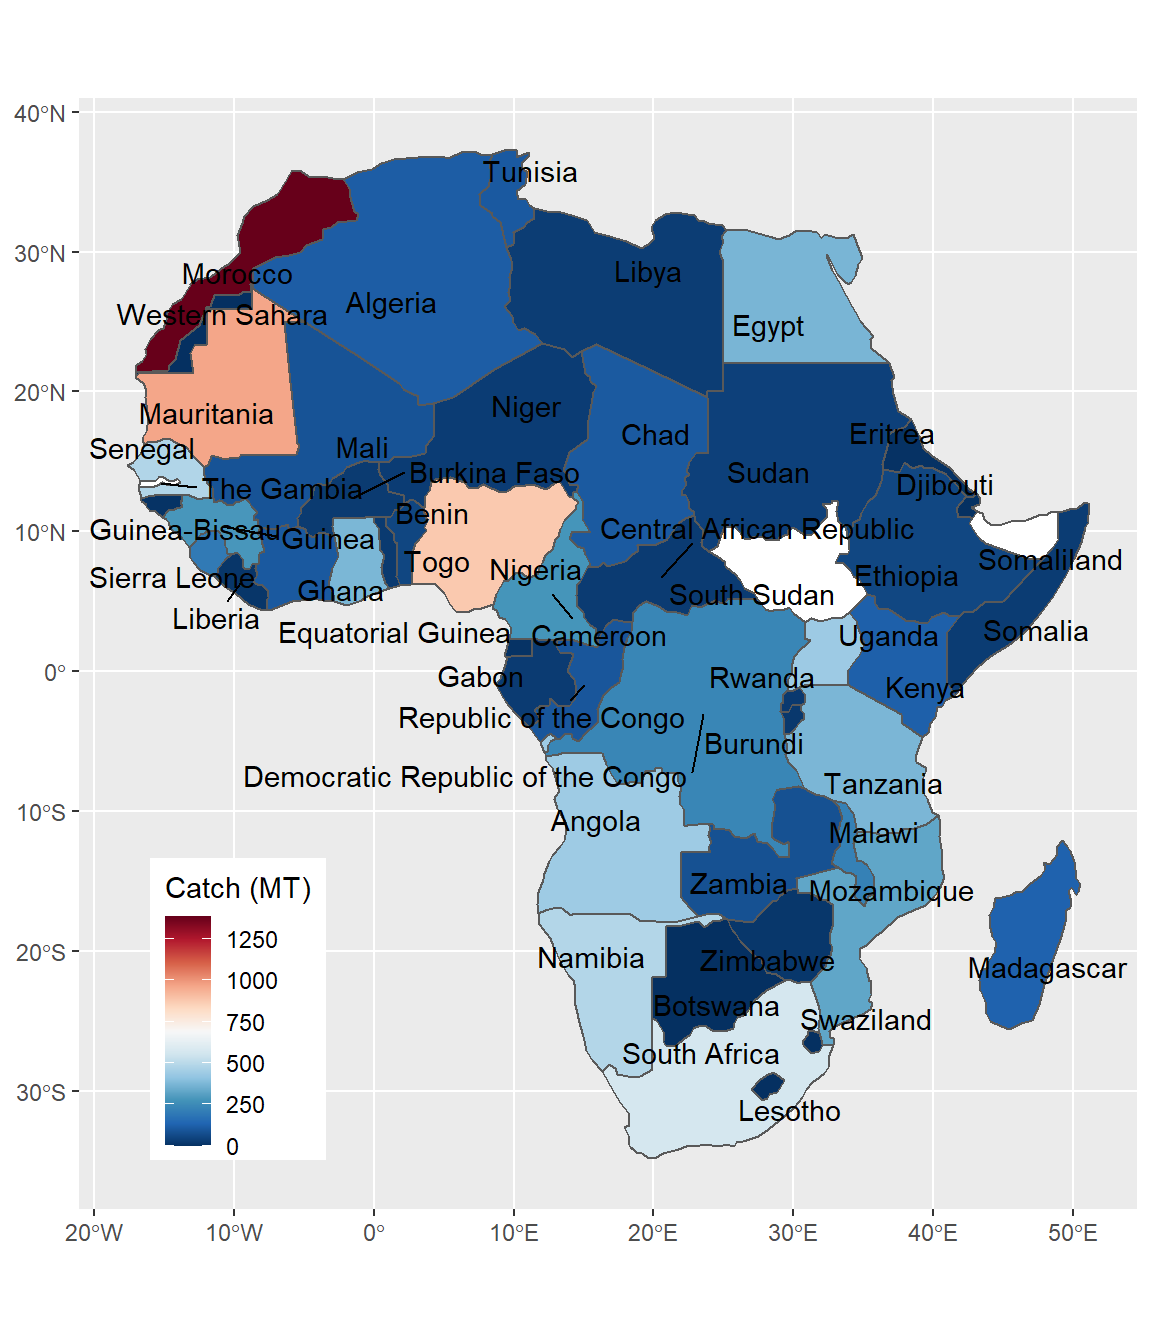 40°N
30°N
20°N
10°N
0°
10°S
20°S
30°S
Tunisia
Morocco
Algeria
Libya
Western Sahara
Egypt
Mauritania
Niger
Senegal
Mali
Chad
Eritrea
Burkina Faso
Sudan
The Gambia
Djibouti
Benin
Guinea-Bissau
Guinea
Central African Republic
Togo
Nigeria
Somaliland
Sierra Leone
Ghana
Ethiopia
Liberia
South Sudan
Equatorial Guinea
Cameroon
Uganda
Somalia
Gabon
Rwanda
Kenya
Republic of the Congo
Burundi
Democratic Republic of the Congo
Tanzania
Angola
Malawi
Zambia
Mozambique
Namibia
Zimbabwe
Madagascar
Botswana
Swaziland
South Africa
Lesotho
Catch (MT)
1250
1000
750
500
250
0
20°W
10°W
0°
10°E
20°E
30°E
40°E
50°E